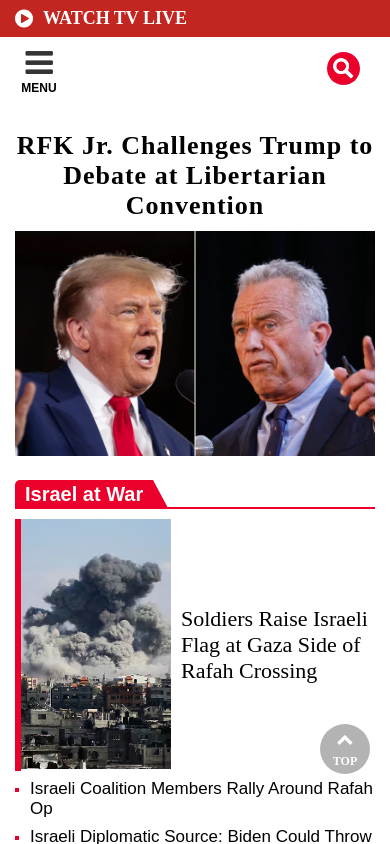 WATCH TV LIVE
MENU
RFK Jr. Challenges Trump to
Debate at Libertarian
Convention
Israel at War
Soldiers Raise Israeli
Flag at Gaza Side of
Rafah Crossing
TOP
Israeli Coalition Members Rally Around Rafah
Op
Israeli Diplomatic Source: Biden Could Throw